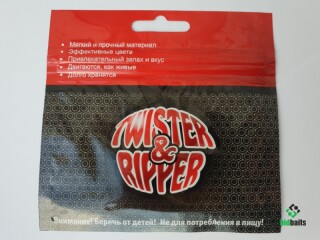 • Мягкий и прочный материал
• Эффективные цвета
• Привлекательный запах и вкус
• Двигаются, как живые
• Долго хранятся
TWISTER
&
RIPPER
Внимание! Беречь от детей! Не для потребления в пищу!